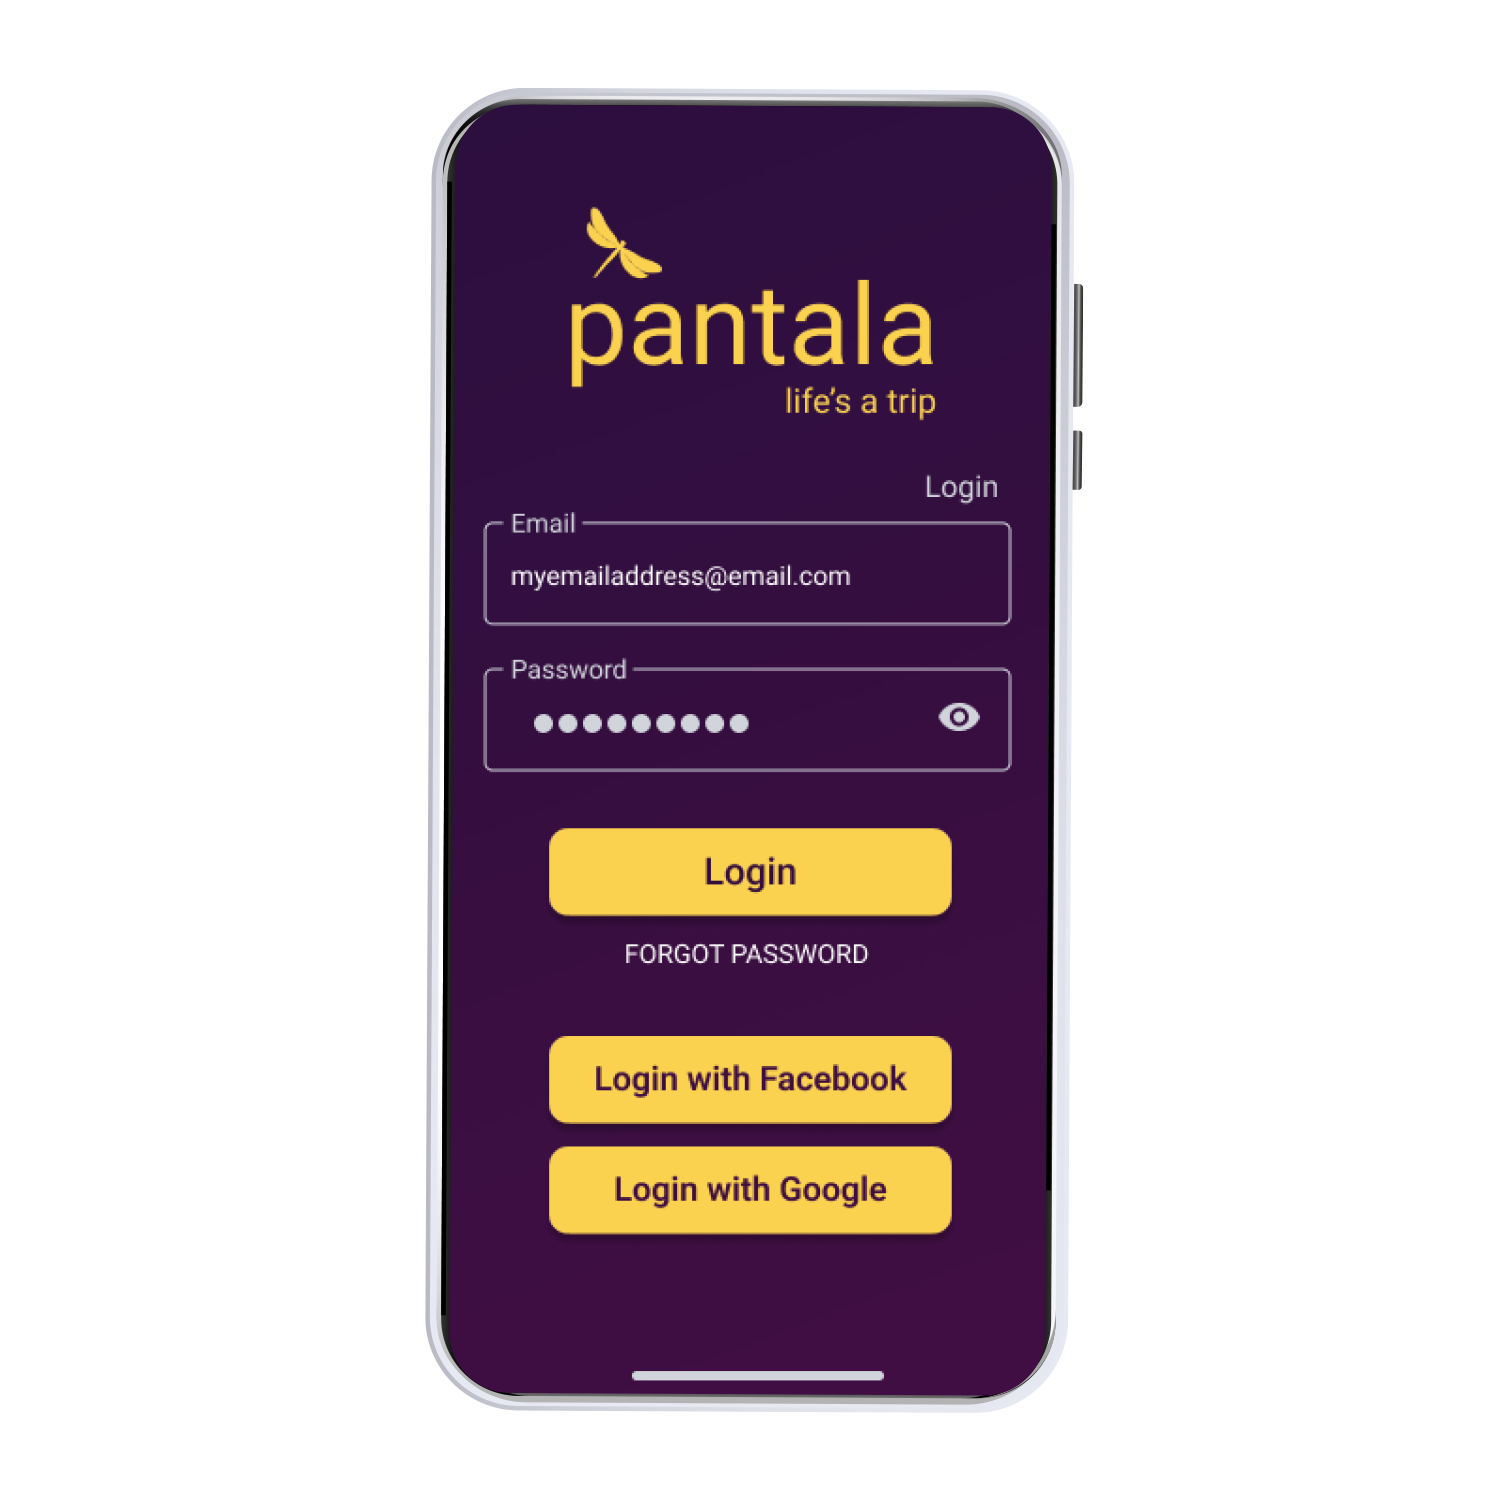 pantala
life’s a trip
Login
Email
myemailaddress@email.com
Password
Login
FORGOT PASSWORD
Login with Facebook
Login with Google